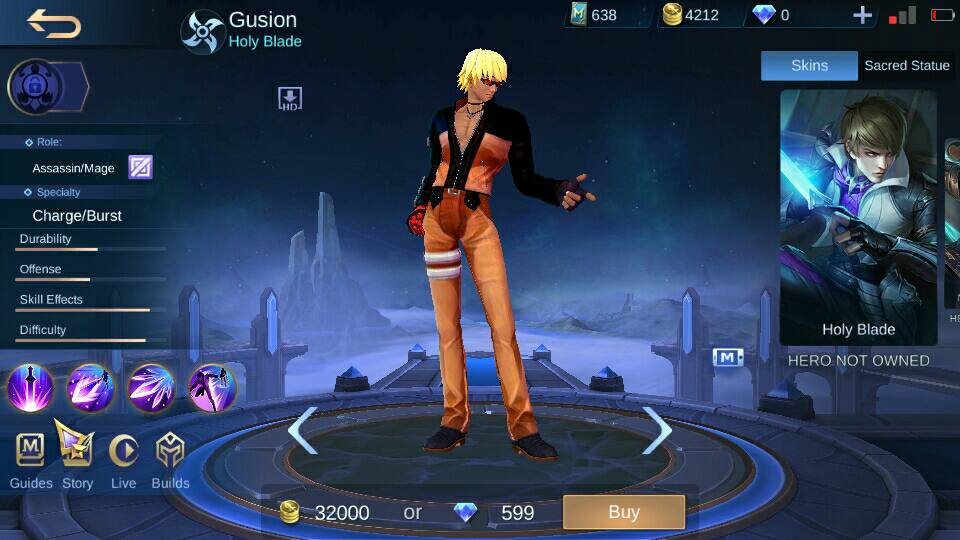 Gusion
Holy Blade
638
4212
0
Skins
Sacred Statue
HD
Role:
Assassin/Mage
Specialty
Charge/Burst
Durability
Offense
Skill Effects
Difficulty
M
Holy Blade
HERO NOT OWNED
M
Guides
Story
Live
Builds
32000
or
599
Buy